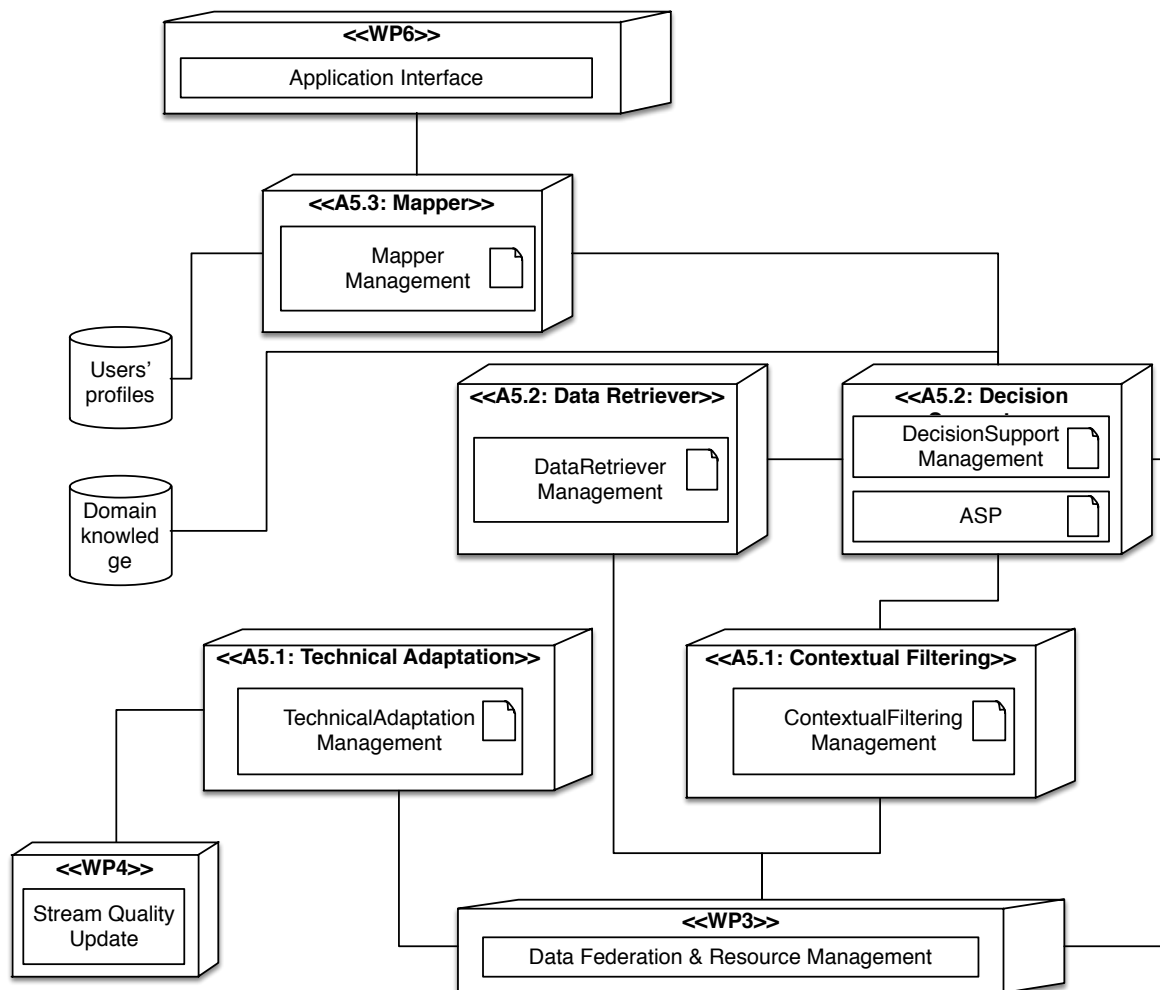 <<WP6>>
Application Interface
<<A5.3: Mapper>>
Mapper
Management
Users’
profiles
<<A5.2: Data Retriever>>
DataRetriever
Management
<<A5.2: Decision
DecisionSupport
Management
ASP
Domain
knowled
ge
<<A5.1: Technical Adaptation>>
TechnicalAdaptation
Management
<<A5.1: Contextual Filtering>>
ContextualFiltering
Management
<<WP4>>
Stream Quality
Update
<<WP3>>
Data Federation & Resource Management